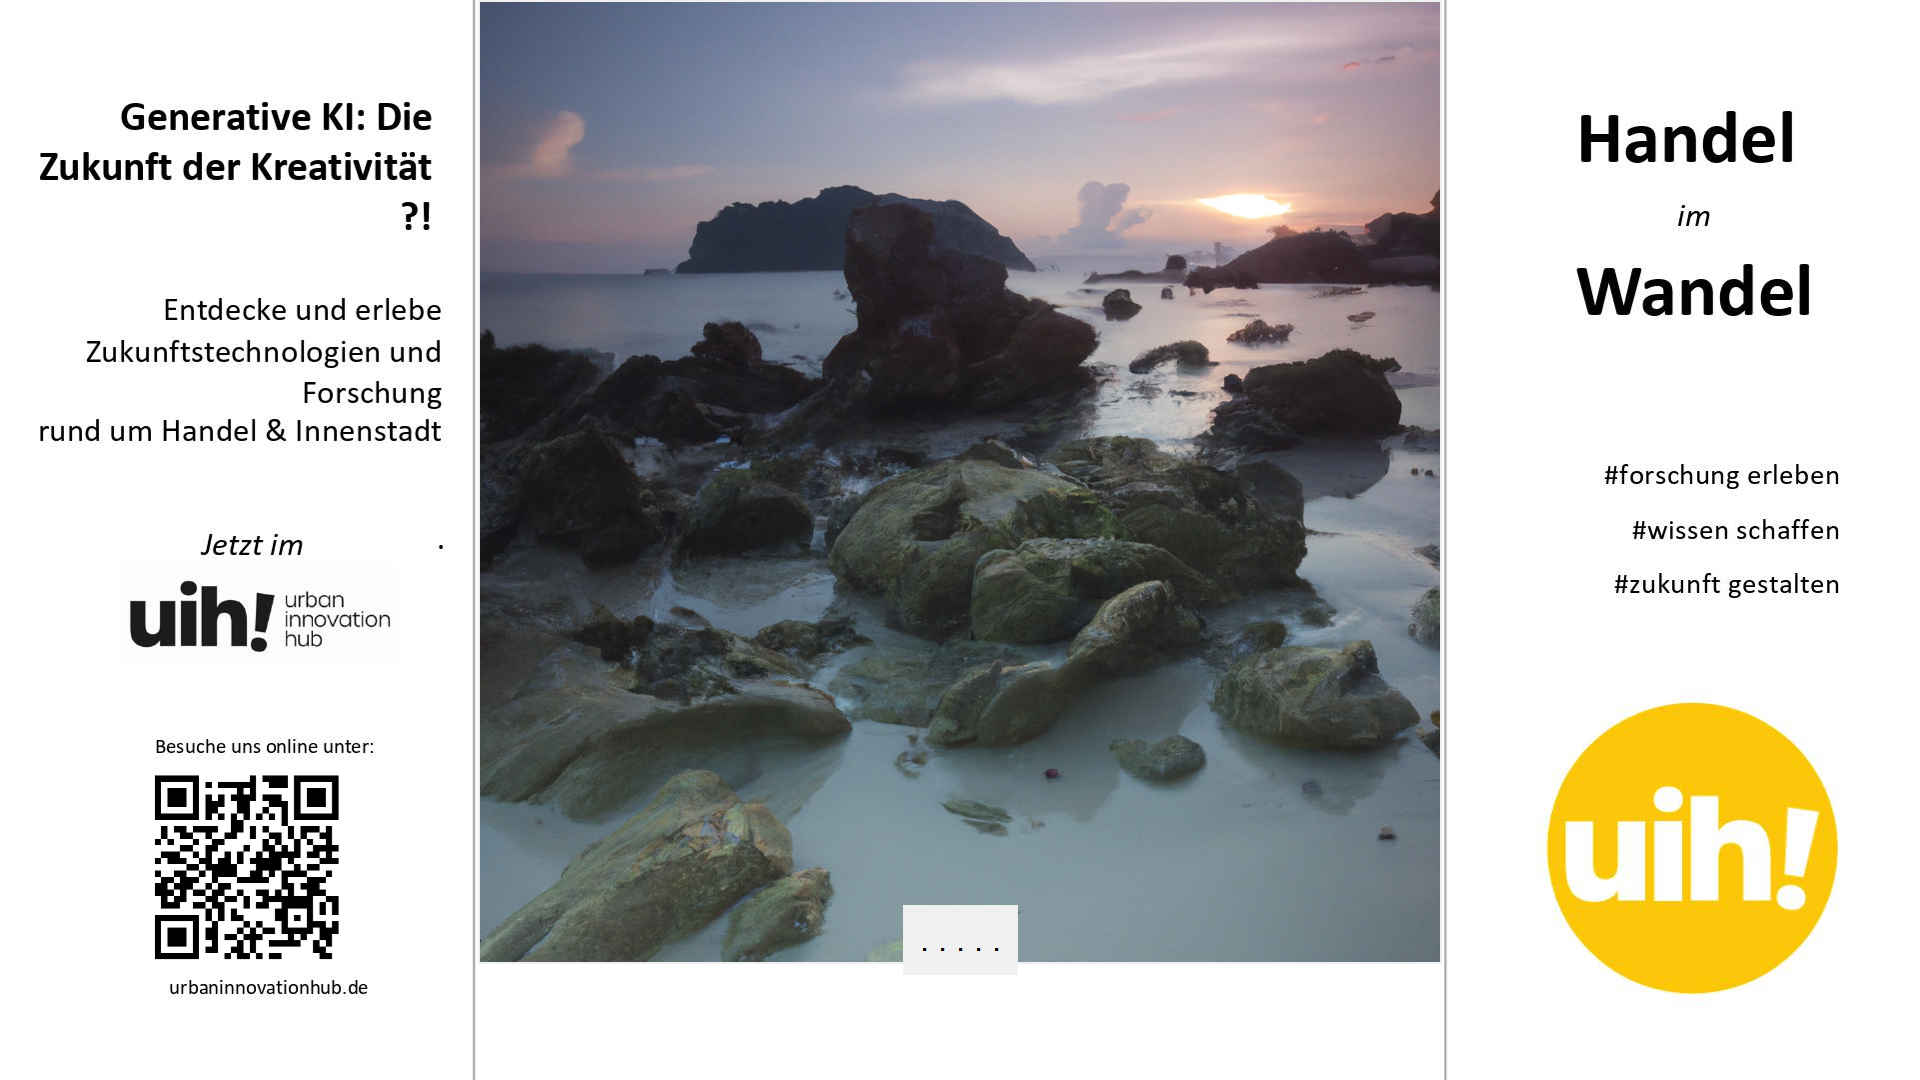 Generative KI: Die
Zukunft der Kreativität
?!
Entdecke und erlebe
Zukunftstechnologien und
Forschung
rund um Handel & Innenstadt
Jetzt im .
uih! urban
innovation
hub
Besuche uns online unter:
urbaninnovationhub.de
. . . . .
Handel
im
Wandel
#forschung erleben
#wissen schaffen
#zukunft gestalten
uih!